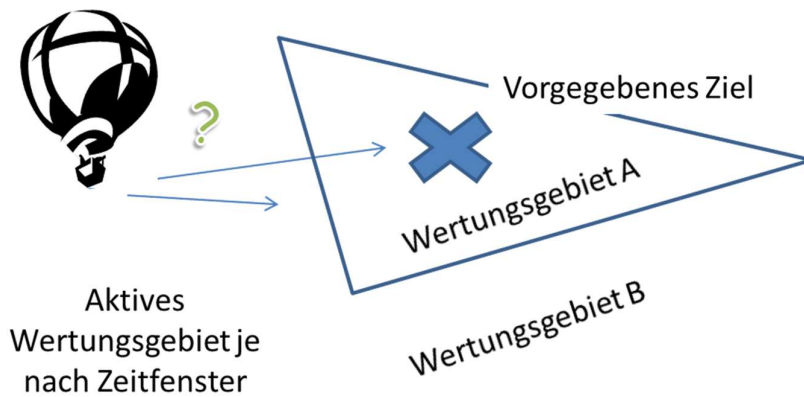 ?
Vorgegebenes Ziel
Wertungsgebiet A
Wertungsgebiet B
Aktives
Wertungsgebiet je
nach Zeitfenster